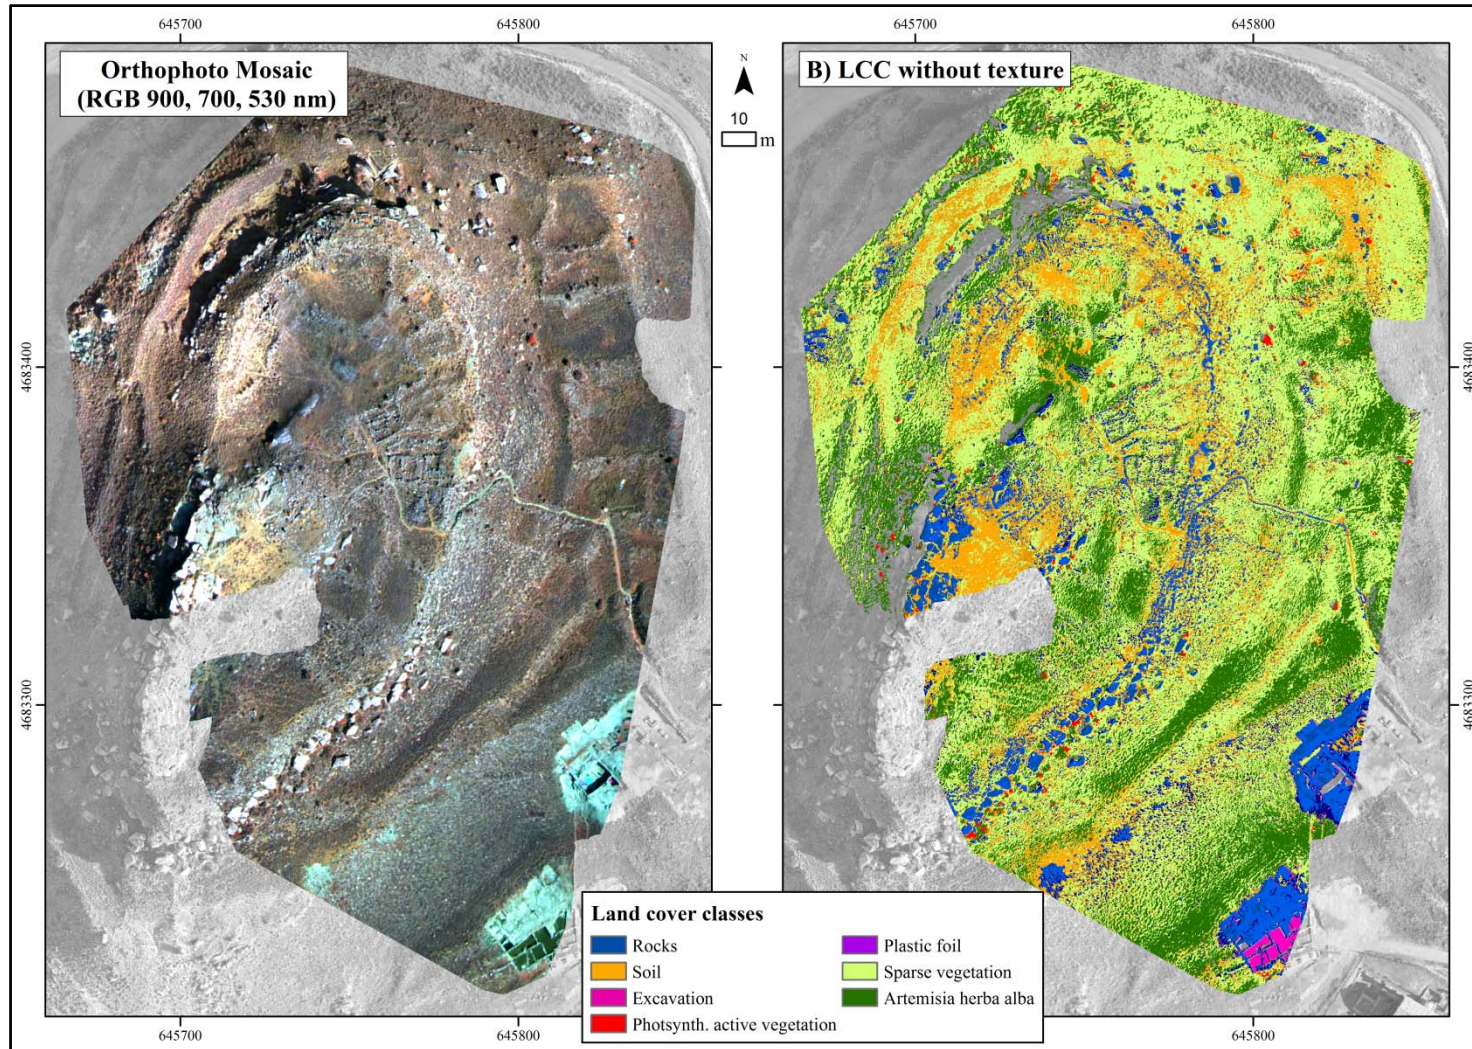 645700
645800
645700
645800
Orthophoto Mosaic
(RGB 900, 700, 530 nm)
N
10
m
B) LCC without texture
4683400
4683400
4683300
4683300
Land cover classes
Rocks
Soil
Excavation
Photsynth. active vegetation
Plastic foil
Sparse vegetation
Artemisia herba alba
645700
645800
645800